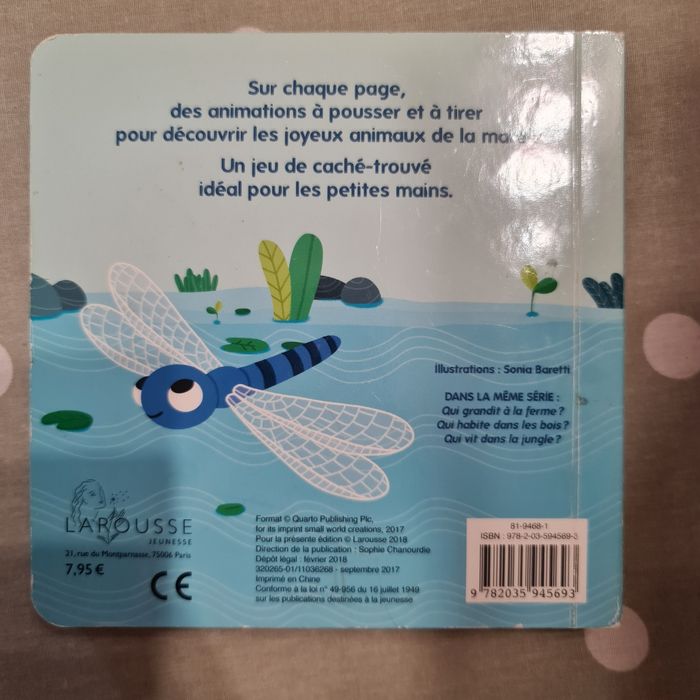 Sur chaque page,
des animations à pousser et à tirer
pour découvrir les joyeux animaux de la
Un jeu de caché-trouvé
idéal pour les petites mains.
Illustrations : Sonia Baretti
DANS LA MÊME SÉRIE :
Qui grandit à la ferme ?
Qui habite dans les bois ?
Qui vit dans la jungle ?
LAROUSSE
JEUNESSE
21, rue du Montparnasse, 75006 Paris
7,95 €
CE
Format © Quarto Publishing Plc,
for its imprint small world creations, 2017
Pour la présente édition © Larousse 2018
Direction de la publication : Sophie Chanourdie
Dépôt légal : février 2018
320265-01/11036268 - septembre 2017
Imprimé en Chine
Conforme à la loi n° 49-956 du 16 juillet 1949
sur les publications destinées à la jeunesse
81-9468-1
ISBN : 978-2-03-594569-3
9 782035 945693